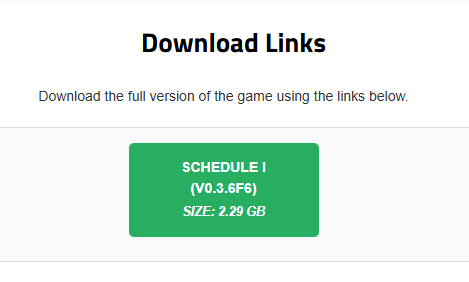 Download Links
Download the full version of the game using the links below.
SCHEDULE I
(V0.3.6F6)
SIZE: 2.29 GB